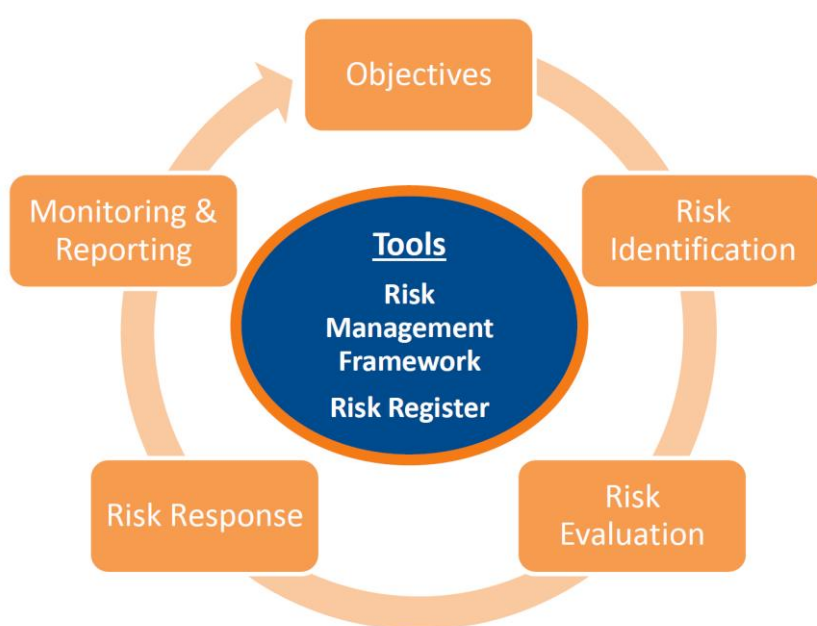 Objectives
Risk
Identification
Risk
Evaluation
Risk Response
Monitoring &
Reporting
Tools
Risk
Management
Framework
Risk Register